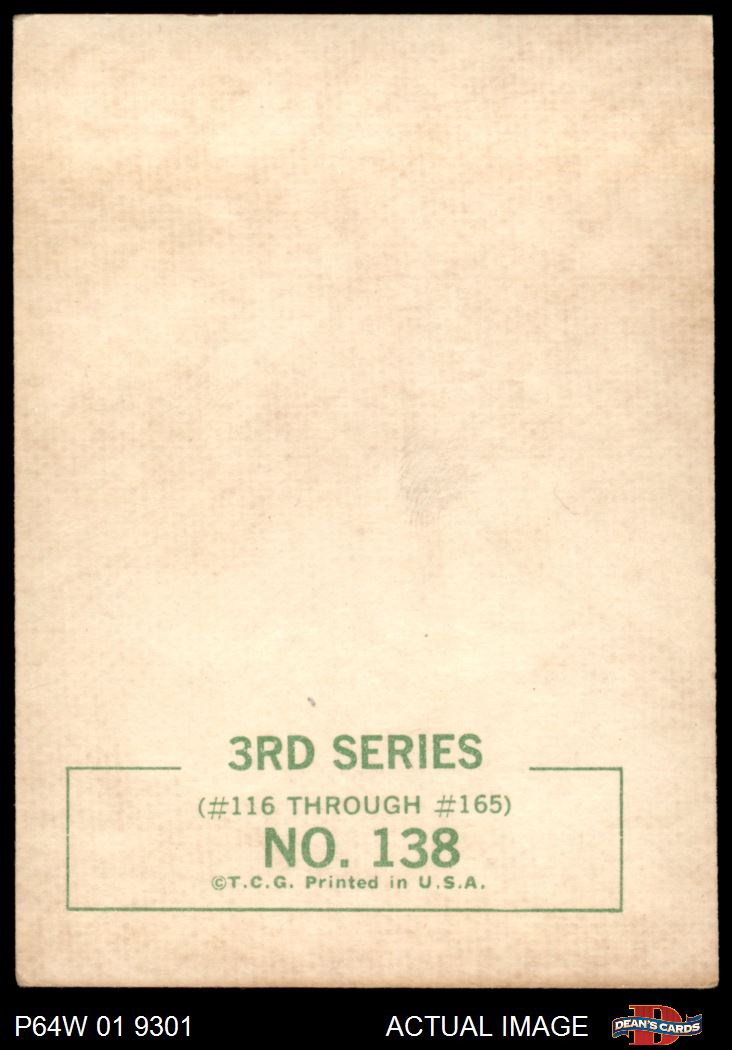 3RD SERIES
(#116 THROUGH #165)
NO. 138
©T.C.G. Printed in U.S.A.
P64W 01 9301
ACTUAL IMAGE
DEAN'S CARDS